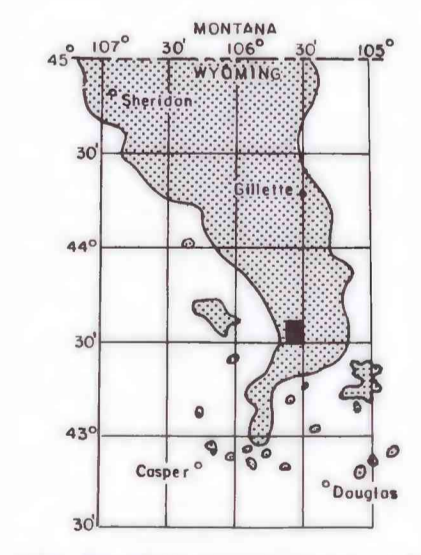 MONTANA
45° 107° 30' 106° 30' 105°
WYOMING
Sheridan
30'
Gillette
44°
30'
43°
Casper
Douglas
30'